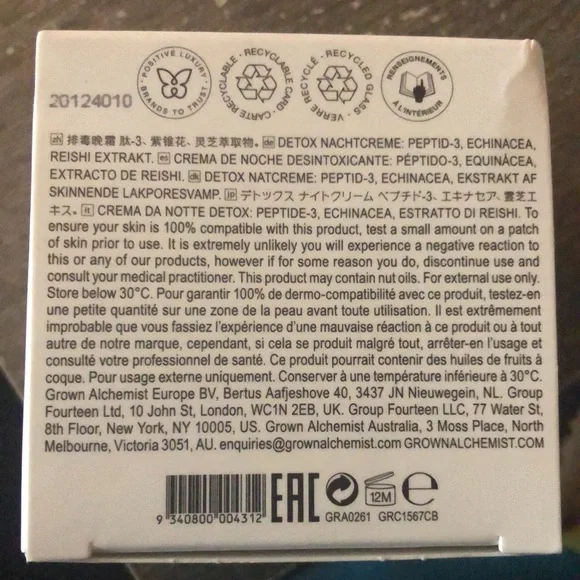 POSITIVE LUXURY
BRANDS TO TRUST
RECYCLABLE CARD - CARTE RECYCLABLE
RECYCLED GLASS - VERRE RECYCLÉ
RENSEIGNEMENTS
À L'INTÉRIEUR
20124010
zh 排毒晚霜 肽-3、紫锥花、灵芝萃取物。 de DETOX NACHTCREME: PEPTID-3, ECHINACEA,
REISHI EXTRAKT. es CREMA DE NOCHE DESINTOXICANTE: PÉPTIDO-3, EQUINÁCEA,
EXTRACTO DE REISHI. dk DETOX NATCREME: PEPTID-3, ECHINACEA, EKSTRAKT AF
SKINNENDE LAKPORESVAMP. jp デトックス ナイトクリーム ペプチド-3、エキナセア、霊芝エ
キス。 it CREMA DA NOTTE DETOX: PEPTIDE-3, ECHINACEA, ESTRATTO DI REISHI. To
ensure your skin is 100% compatible with this product, test a small amount on a patch
of skin prior to use. It is extremely unlikely you will experience a negative reaction to
this or any of our products, however if for some reason you do, discontinue use and
consult your medical practitioner. This product may contain nut oils. For external use only.
Store below 30°C. Pour garantir 100% de dermo-compatibilité avec ce produit, testez-en
une petite quantité sur une zone de la peau avant toute utilisation. Il est extrêmement
improbable que vous fassiez l'expérience d'une mauvaise réaction à ce produit ou à tout
autre de notre marque, cependant, si cela se produit malgré tout, arrêter-en l'usage et
consulté votre professionnel de santé. Ce produit pourrait contenir des huiles de fruits à
coque. Pour usage externe uniquement. Conserver à une température inférieure à 30°C.
Grown Alchemist Europe BV, Bertus Aafjeshove 40, 3437 JN Nieuwegein, NL. Group
Fourteen Ltd, 10 John St, London, WC1N 2EB, UK. Group Fourteen LLC, 77 Water St,
8th Floor, New York, NY 10005, US. Grown Alchemist Australia, 3 Moss Place, North
Melbourne, Victoria 3051, AU. enquiries@grownalchemist.com GROWNALCHEMIST.COM
9 340800 004312 EAC 12M e
GRA0261 GRC1567CB